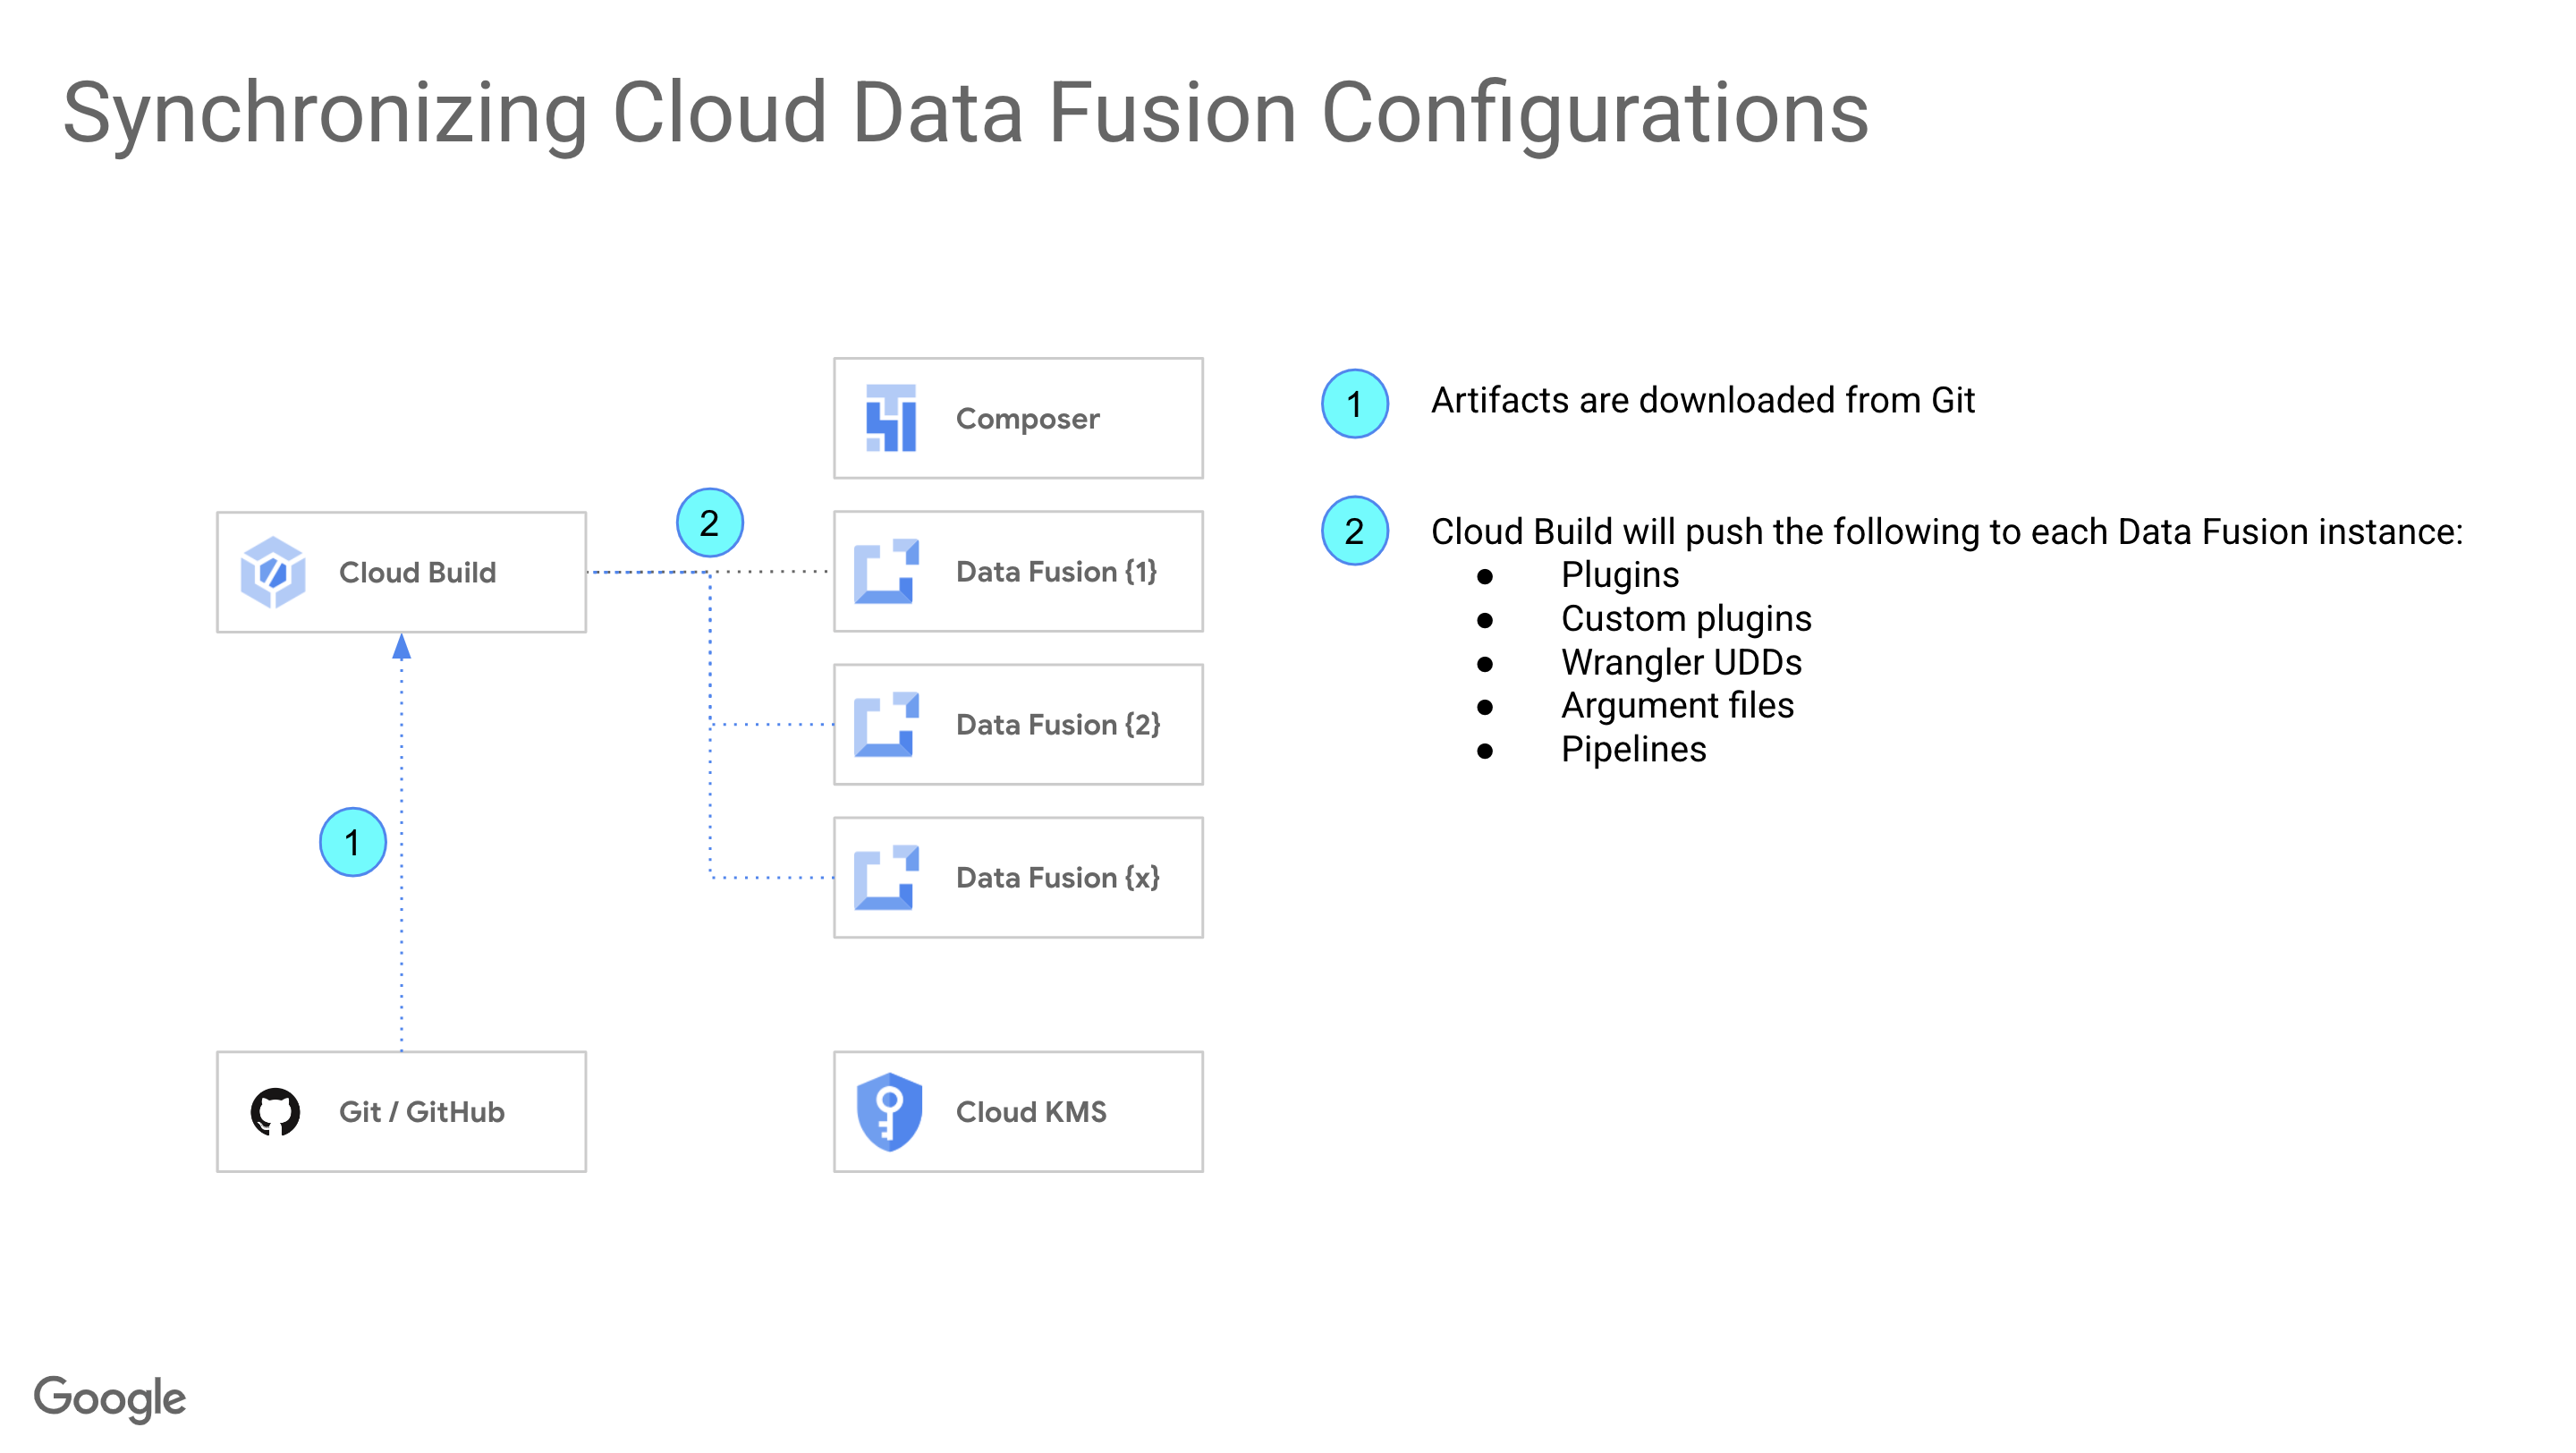 Synchronizing Cloud Data Fusion Configurations
Composer
Cloud Build
2
Data Fusion {1}
Data Fusion {2}
Data Fusion {x}
1
Git / GitHub
Cloud KMS
1 Artifacts are downloaded from Git
2 Cloud Build will push the following to each Data Fusion instance:
● Plugins
● Custom plugins
● Wrangler UDDs
● Argument files
● Pipelines
Google